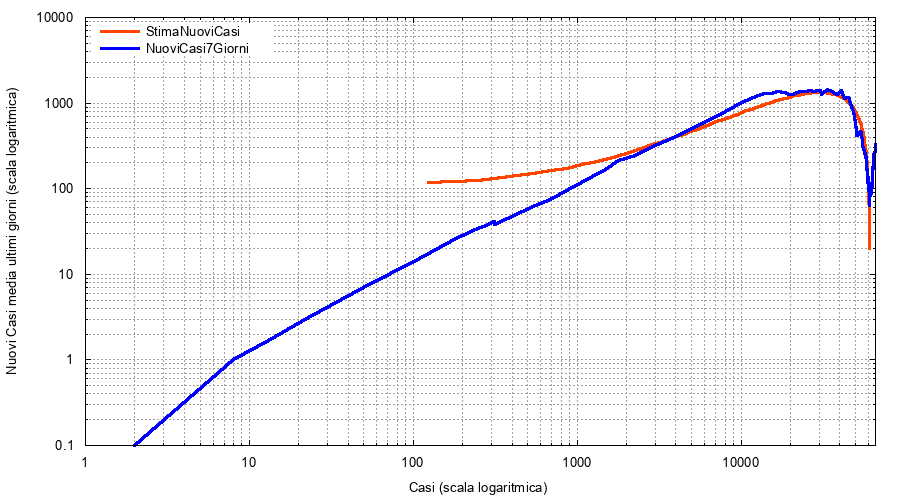 10000
1000
100
10
1
0.1
StimaNuoviCasi
NuoviCasi7Giorni
Nuovi Casi media ultimi giorni (scala logaritmica)
1 10 100 1000 10000
Casi (scala logaritmica)